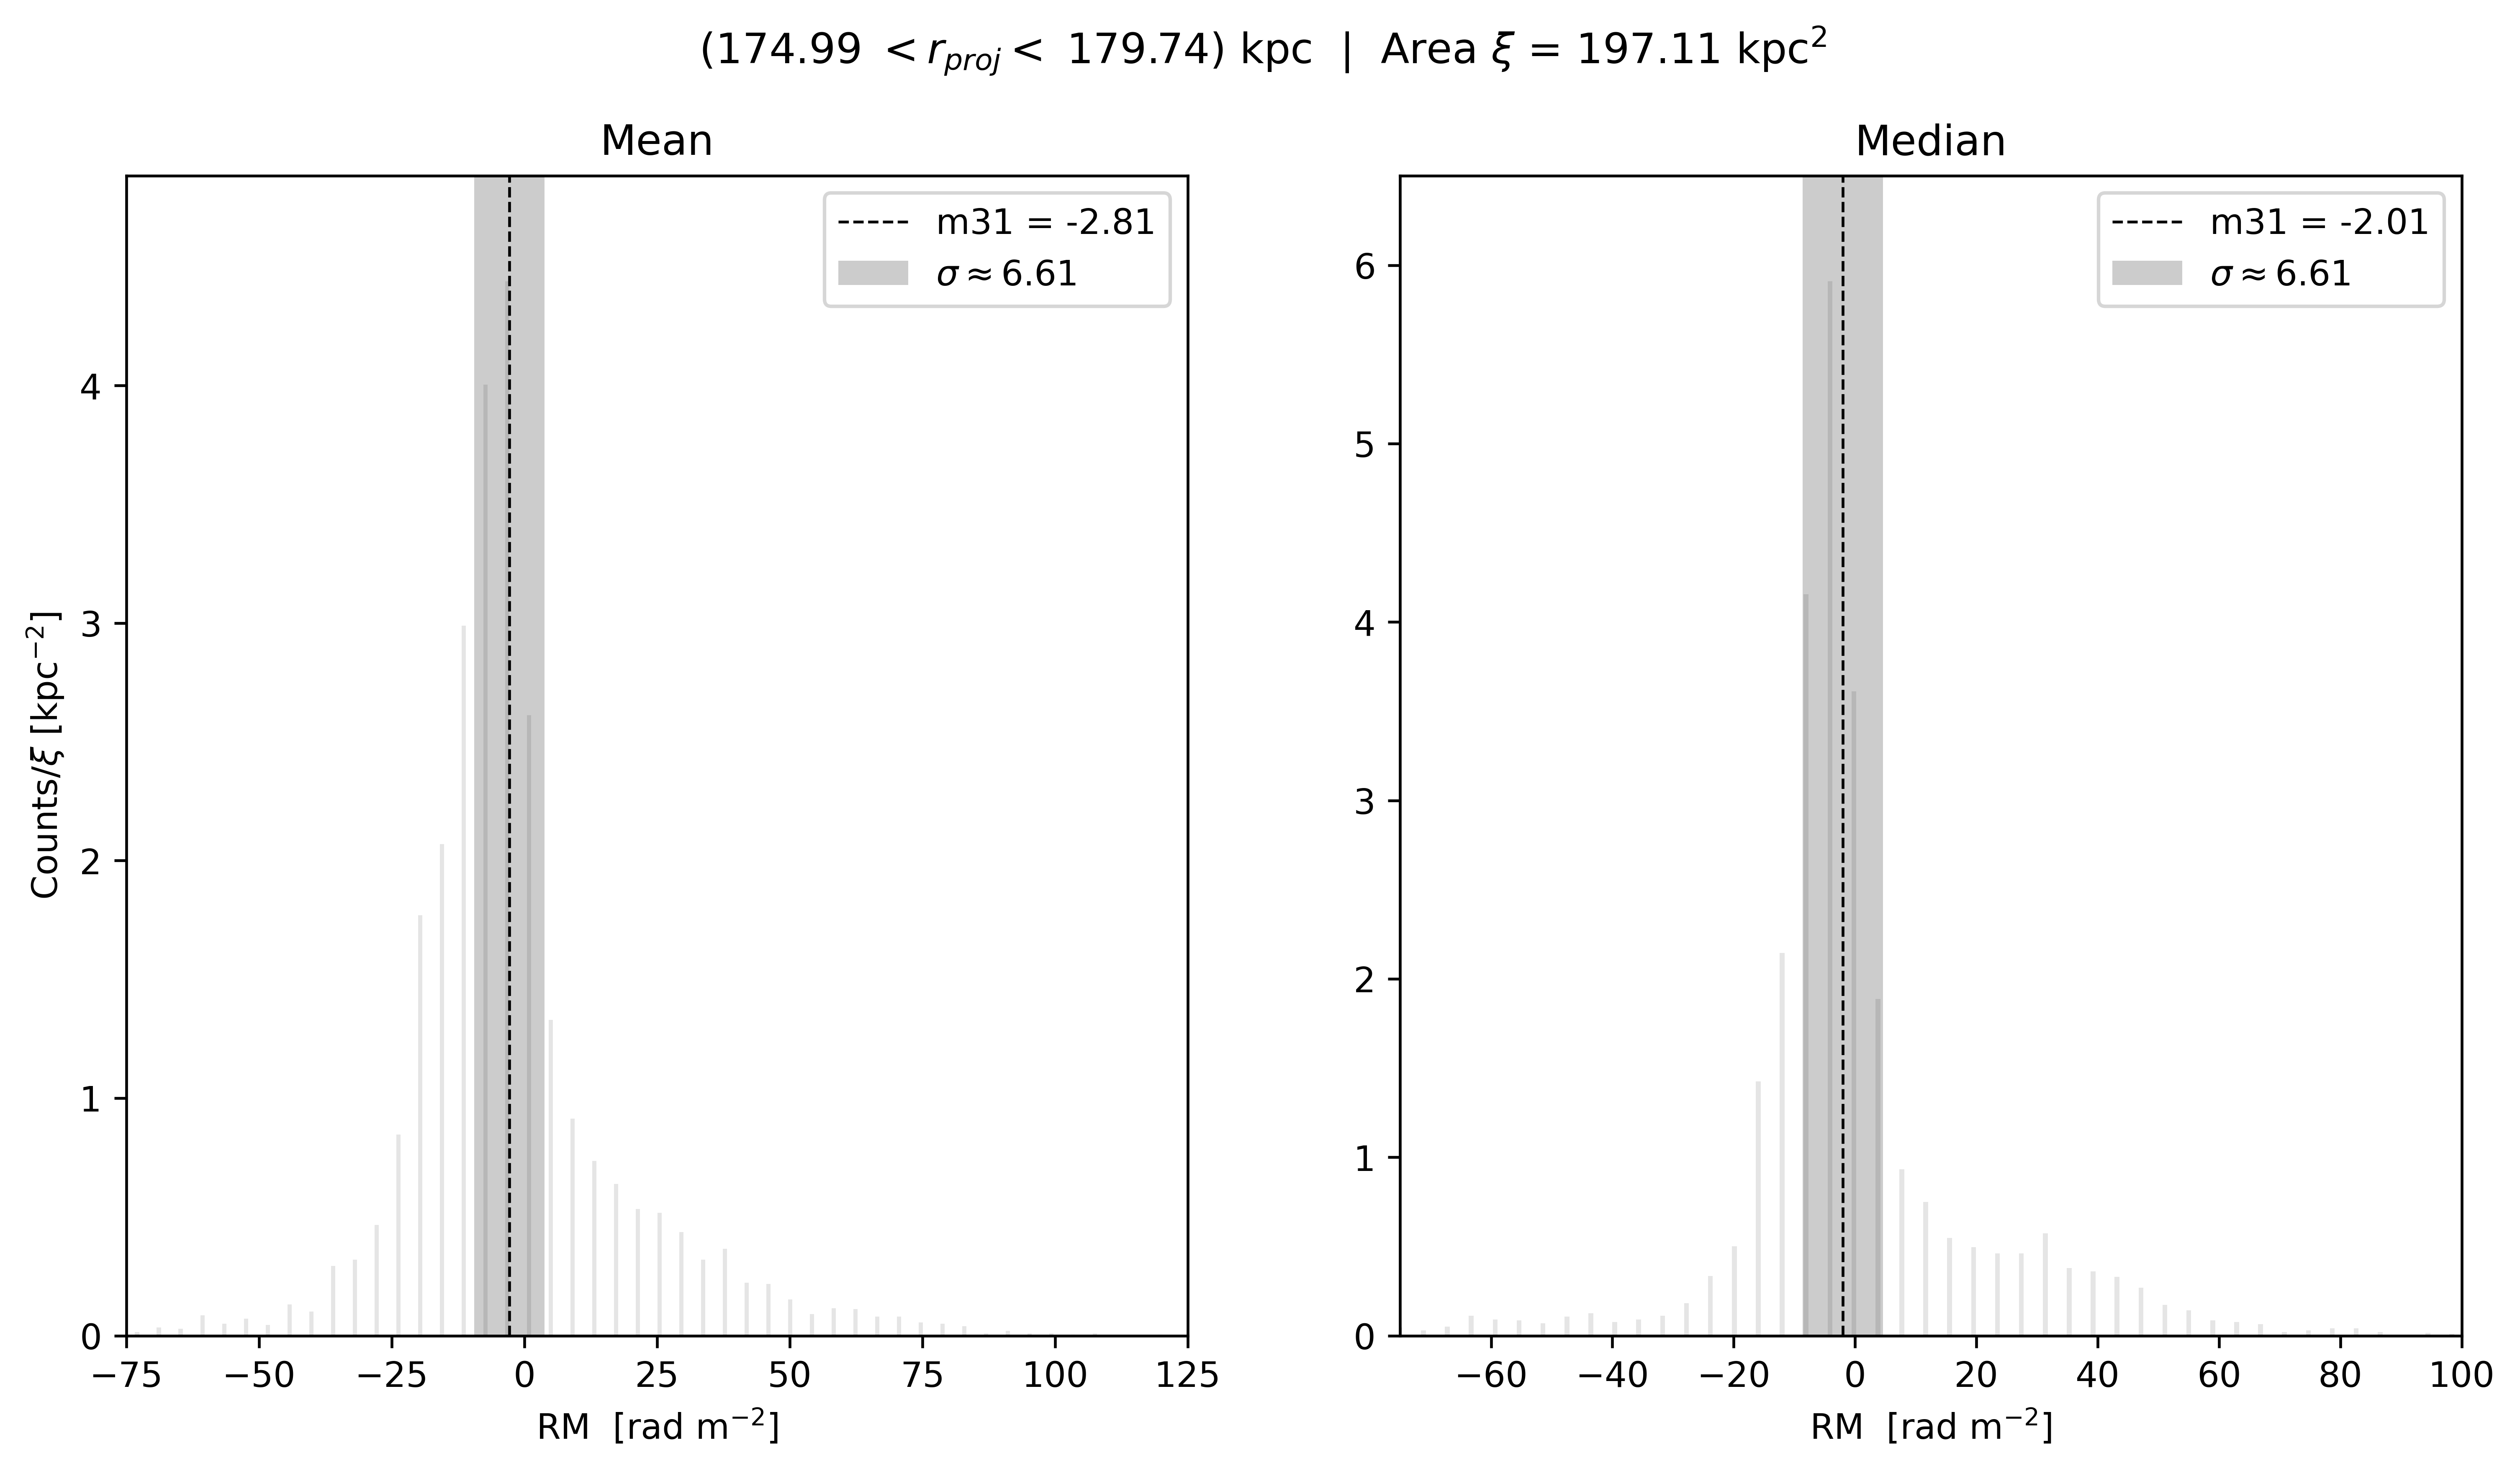 (174.99 < r_proj < 179.74) kpc | Area ξ = 197.11 kpc²
Mean
m31 = -2.81
σ ≈ 6.61
Counts/ξ [kpc⁻²]
4
3
2
1
0
−75 −50 −25 0 25 50 75 100 125
RM [rad m⁻²]
Median
m31 = -2.01
σ ≈ 6.61
6
5
4
3
2
1
0
−60 −40 −20 0 20 40 60 80 100
RM [rad m⁻²]